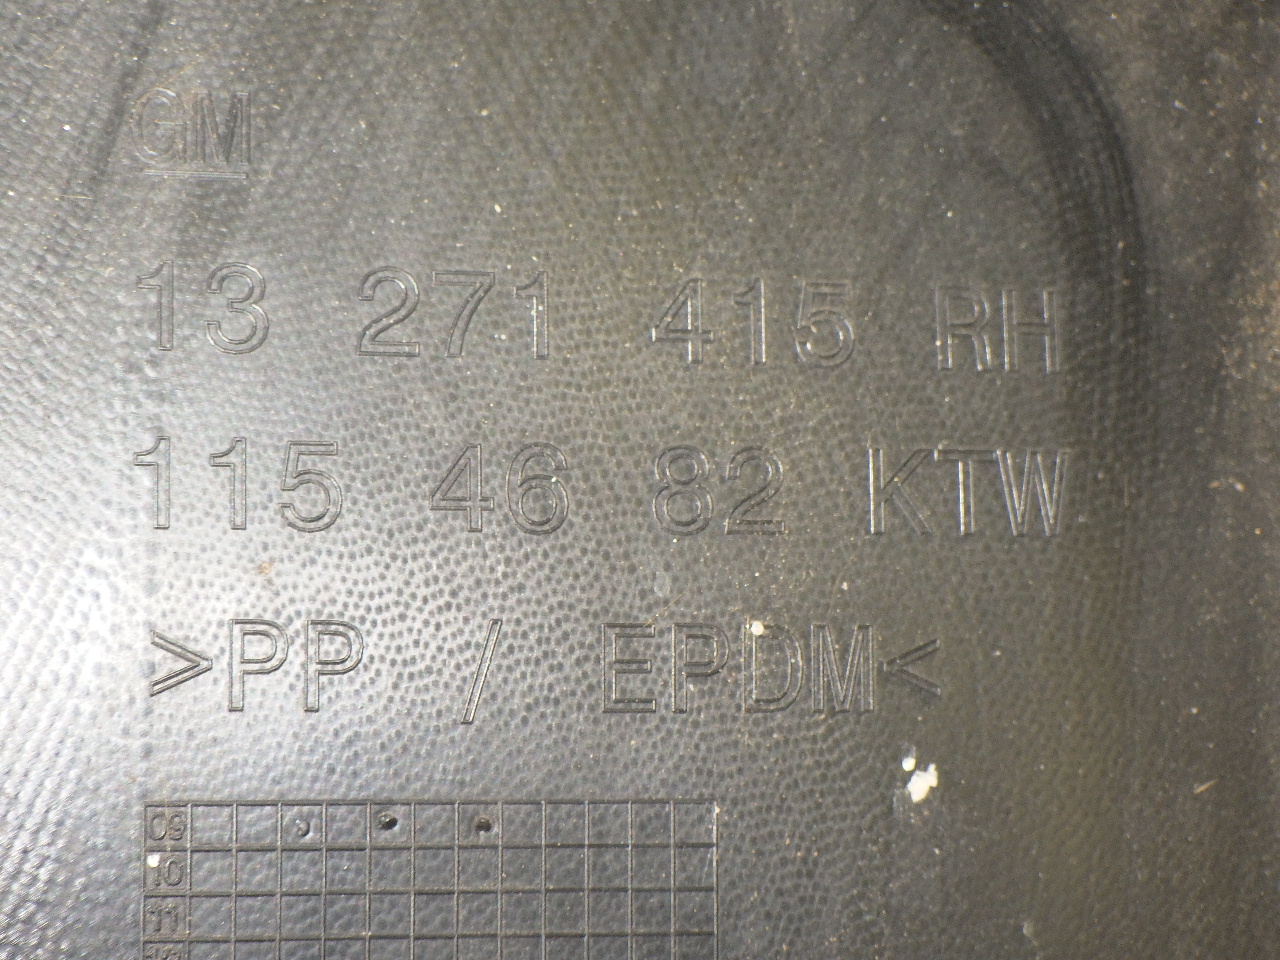 GM
13 271 415 RH
115 46 82 KTW
>PP / EPDM<
09
10
11